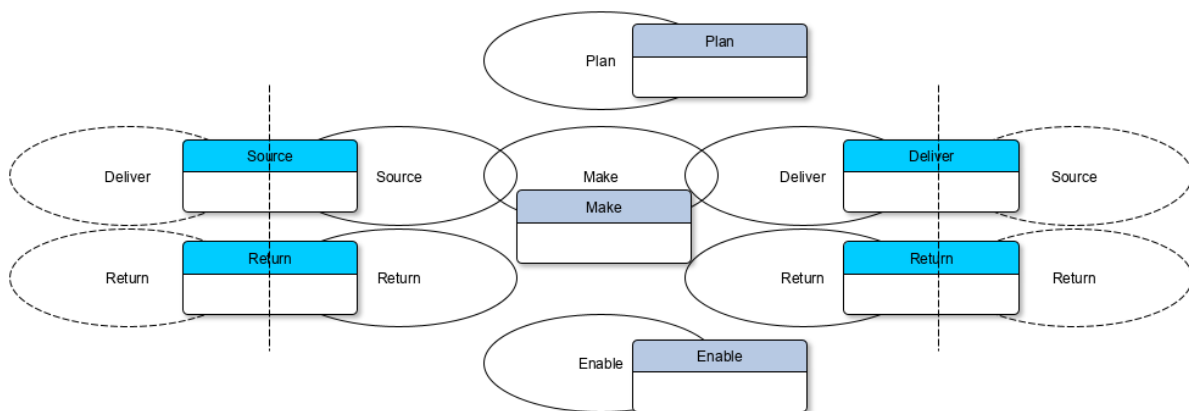 Plan
Plan
Source
Deliver
Deliver
Source
Make
Deliver
Source
Make
Return
Return
Return
Return
Return
Return
Enable
Enable